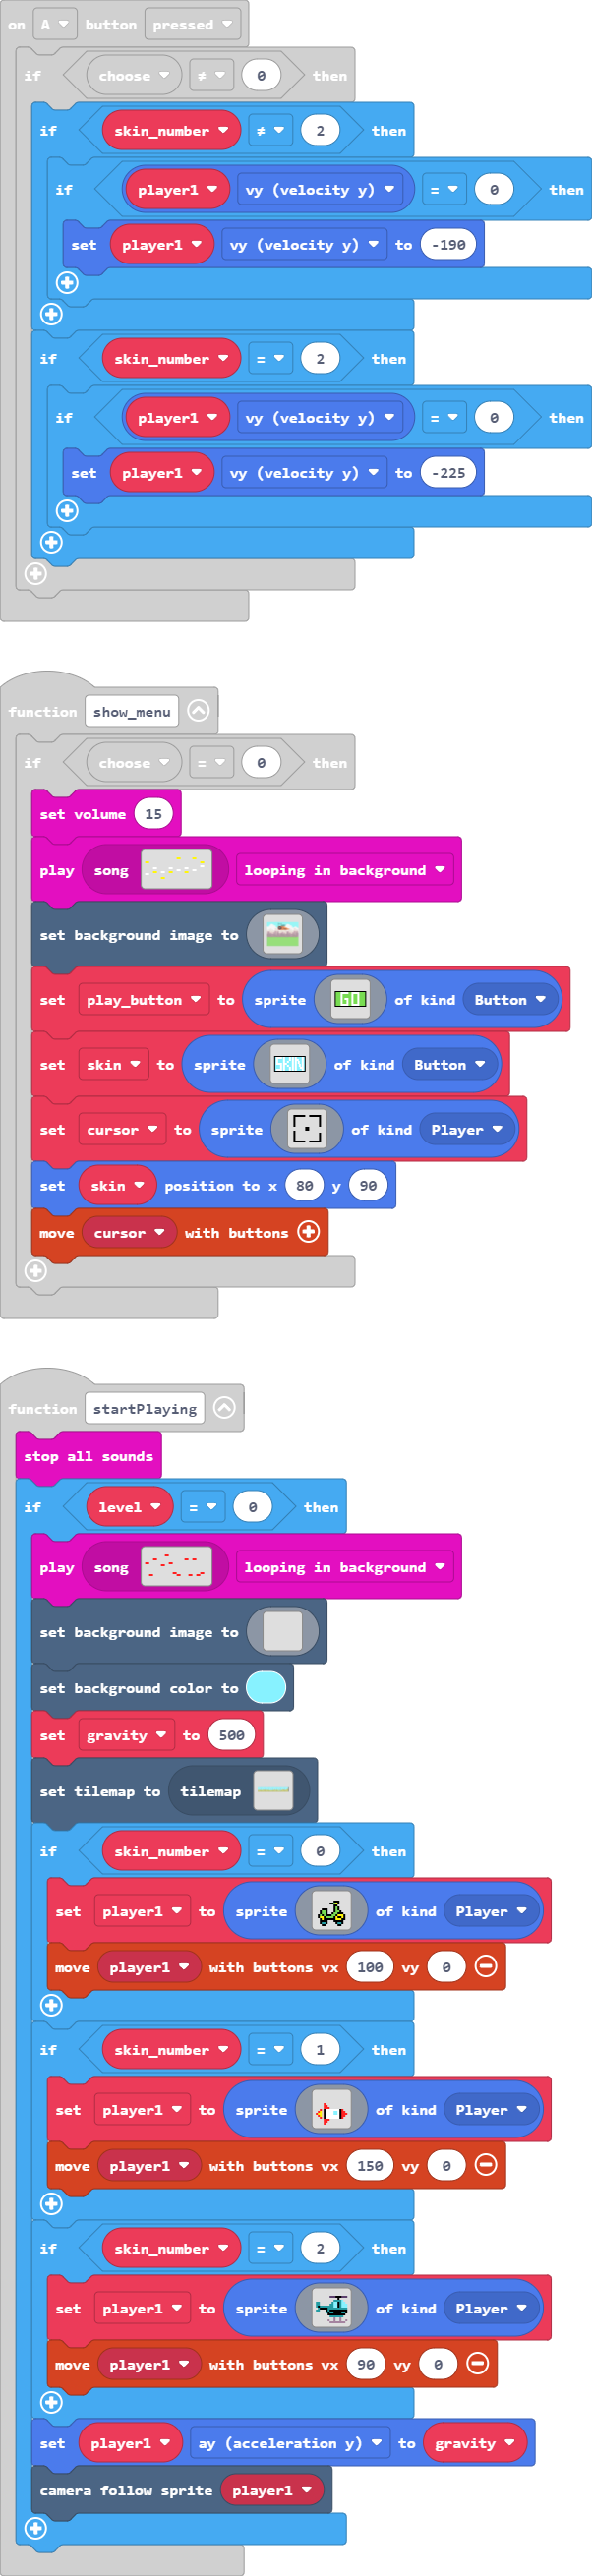 on A button pressed
if choose ≠ 0 then
if skin_number ≠ 2 then
if player1 vy (velocity y) = 0 then
set player1 vy (velocity y) to -190
if skin_number = 2 then
if player1 vy (velocity y) = 0 then
set player1 vy (velocity y) to -225
function show_menu
if choose = 0 then
set volume 15
play song looping in background
set background image to
set play_button to sprite GO of kind Button
set skin to sprite SKIN of kind Button
set cursor to sprite of kind Player
set skin position to x 80 y 90
move cursor with buttons
function startPlaying
stop all sounds
if level = 0 then
play song looping in background
set background image to
set background color to
set gravity to 500
set tilemap to tilemap
if skin_number = 0 then
set player1 to sprite of kind Player
move player1 with buttons vx 100 vy 0
if skin_number = 1 then
set player1 to sprite of kind Player
move player1 with buttons vx 150 vy 0
if skin_number = 2 then
set player1 to sprite of kind Player
move player1 with buttons vx 90 vy 0
set player1 ay (acceleration y) to gravity
camera follow sprite player1